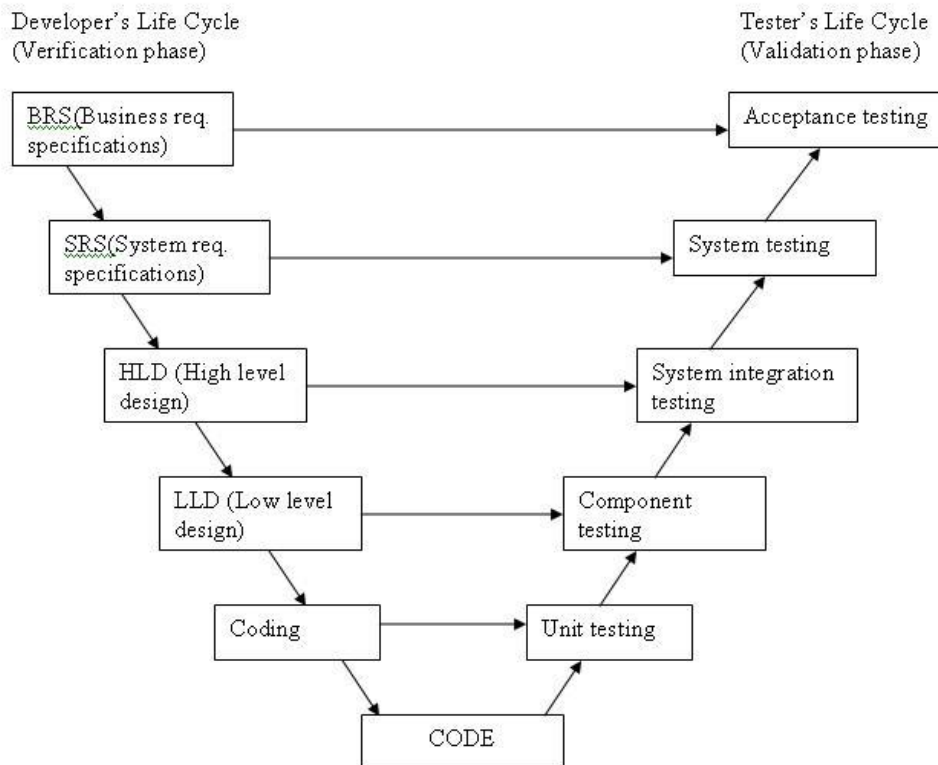 Developer's Life Cycle
(Verification phase)
Tester's Life Cycle
(Validation phase)
BRS(Business req.
specifications)
Acceptance testing
SRS(System req.
specifications)
System testing
HLD (High level
design)
System integration
testing
LLD (Low level
design)
Component
testing
Coding
Unit testing
CODE